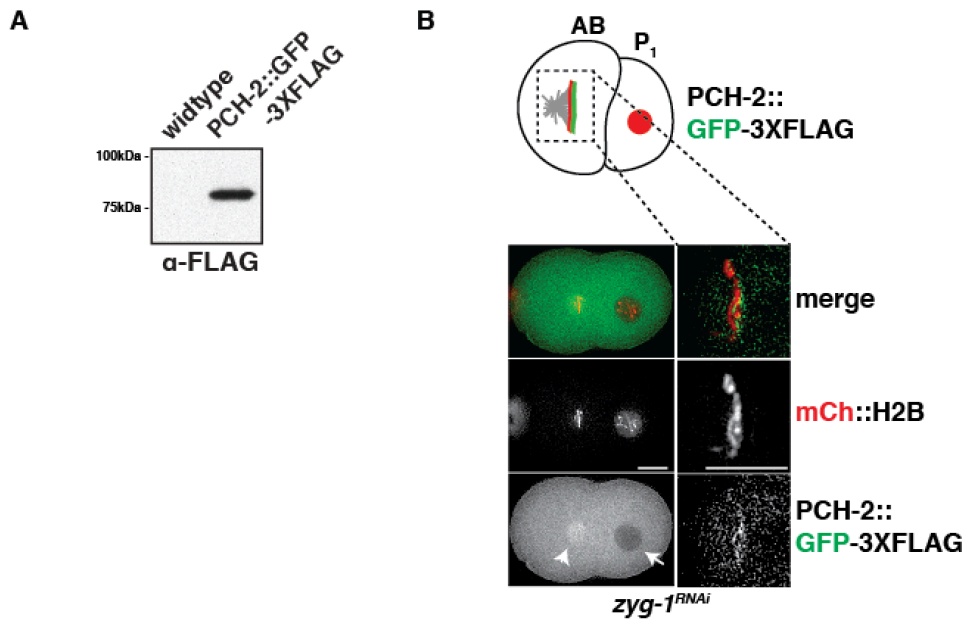 A
widtype
PCH-2::GFP
-3XFLAG
100kDa -
75kDa -
α-FLAG
B
AB
P1
PCH-2::
GFP-3XFLAG
merge
mCh::H2B
PCH-2::
GFP-3XFLAG
zyg-1RNAi